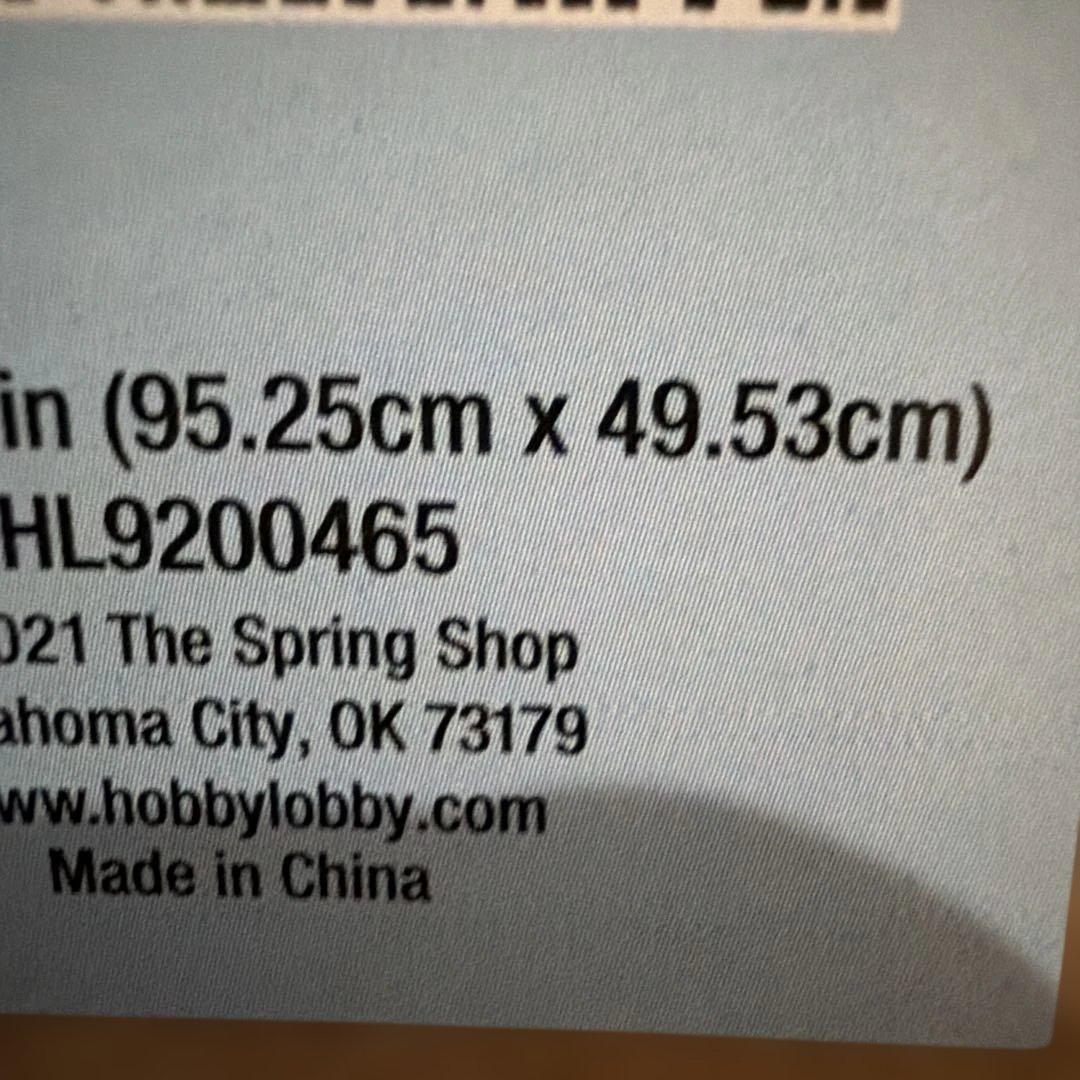 in (95.25cm x 49.53cm)
HL9200465
021 The Spring Shop
ahoma City, OK 73179
ww.hobbylobby.com
Made in China